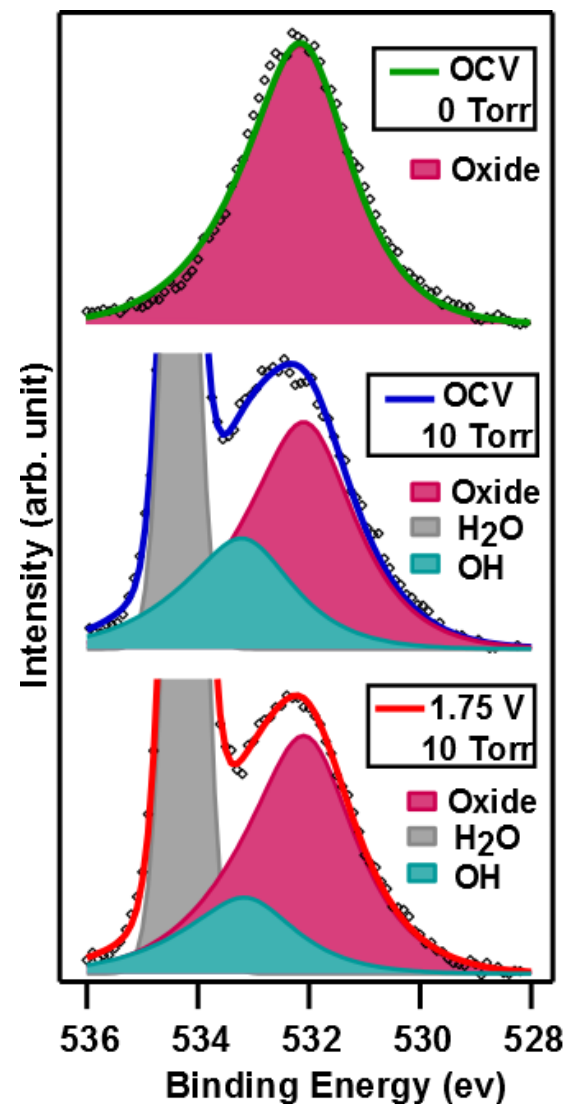 OCV
0 Torr
Oxide
OCV
10 Torr
Oxide
H₂O
OH
1.75 V
10 Torr
Oxide
H₂O
OH
Intensity (arb. unit)
536 534 532 530 528
Binding Energy (ev)